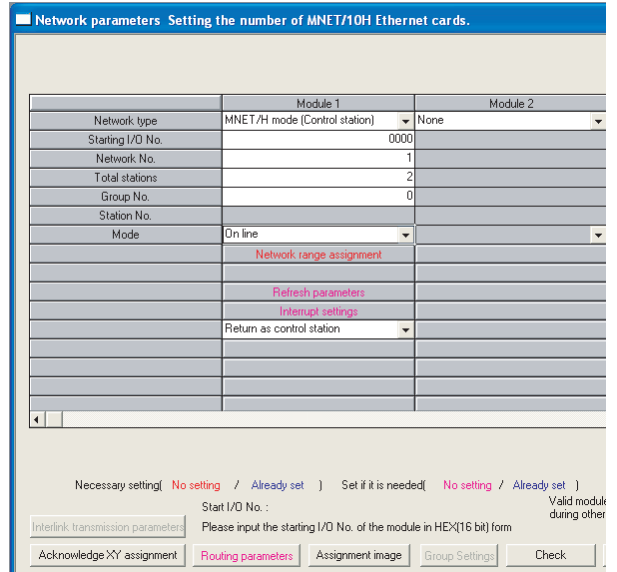 Network parameters Setting the number of MNET/10H Ethernet cards.
Module 1 Module 2
Network type MNET/H mode (Control station) None
Starting I/O No. 0000
Network No. 1
Total stations 2
Group No. 0
Station No.
Mode On line
Network range assignment
Refresh parameters
Interrupt settings
Return as control station
Necessary setting( No setting / Already set ) Set if it is needed( No setting / Already set )
Start I/O No. : Valid module
during other
Interlink transmission parameters Please input the starting I/O No. of the module in HEX(16 bit) form
Acknowledge XY assignment Routing parameters Assignment image Group Settings Check